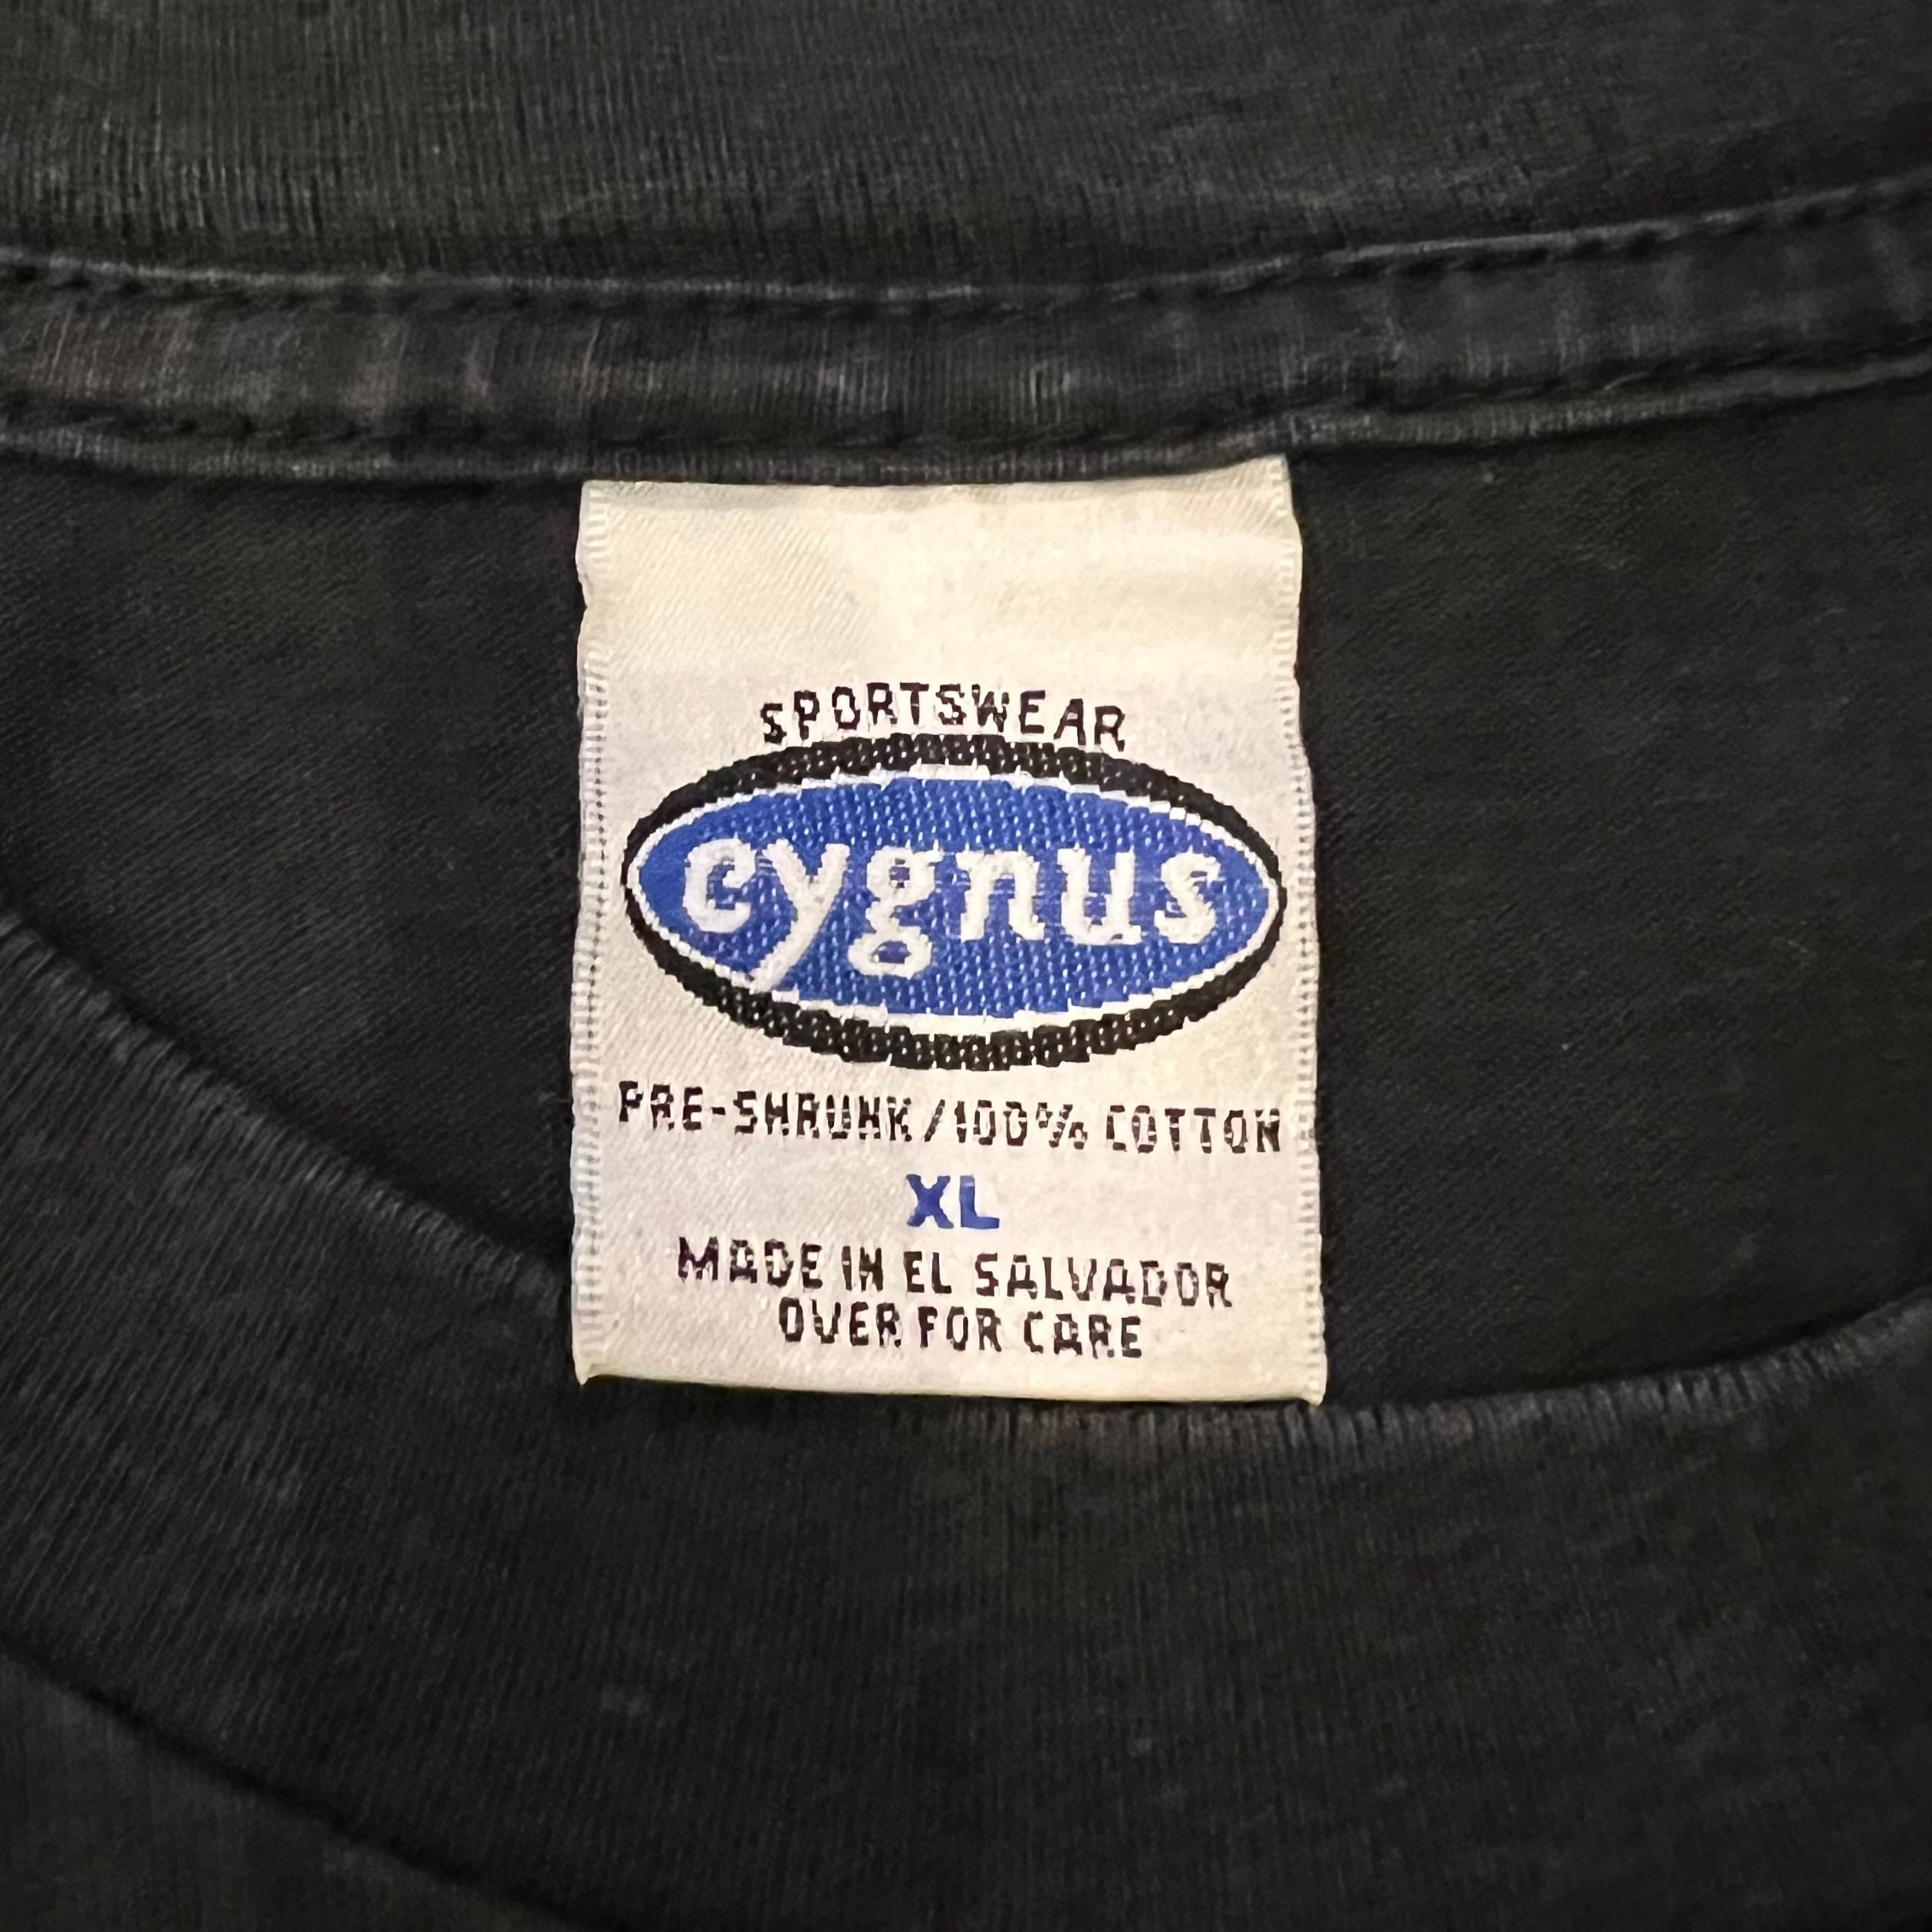 SPORTSWEAR
cygnus
PRE-SHRUNK/100% COTTON
XL
MADE IN EL SALVADOR
OVER FOR CARE